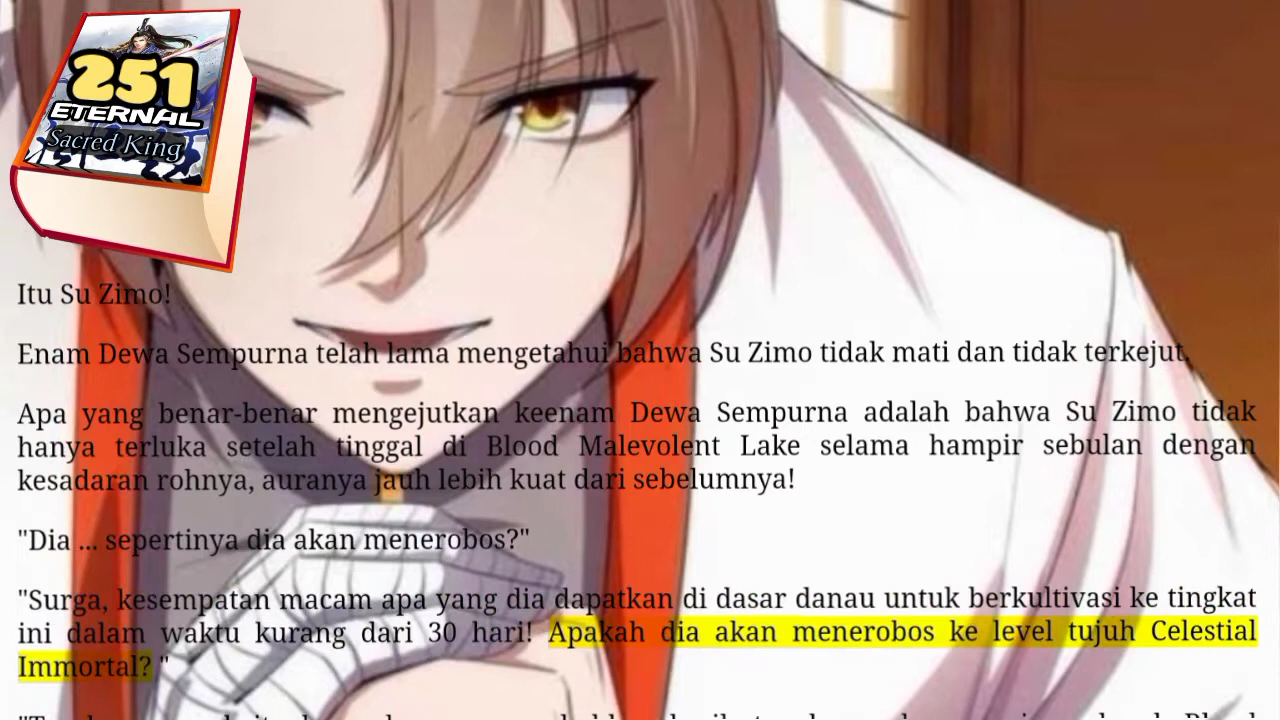 251
ETERNAL
Sacred King
Itu Su Zimo!
Enam Dewa Sempurna telah lama mengetahui bahwa Su Zimo tidak mati dan tidak terkejut.
Apa yang benar-benar mengejutkan keenam Dewa Sempurna adalah bahwa Su Zimo tidak
hanya terluka setelah tinggal di Blood Malevolent Lake selama hampir sebulan dengan
kesadaran rohnya, auranya jauh lebih kuat dari sebelumnya!
"Dia ... sepertinya dia akan menerobos?"
"Surga, kesempatan macam apa yang dia dapatkan di dasar danau untuk berkultivasi ke tingkat
ini dalam waktu kurang dari 30 hari! Apakah dia akan menerobos ke level tujuh Celestial
Immortal? "